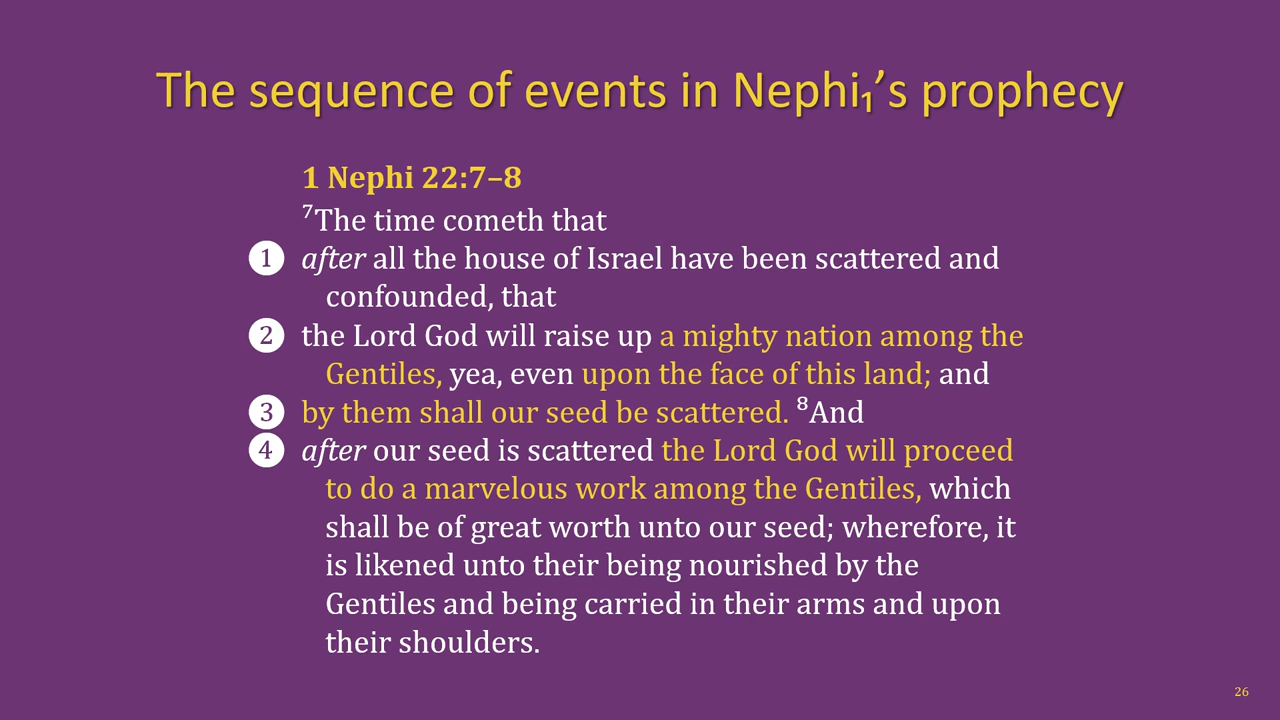 The sequence of events in Nephi₁’s prophecy
1 Nephi 22:7–8
⁷The time cometh that
❶ after all the house of Israel have been scattered and
confounded, that
❷ the Lord God will raise up a mighty nation among the
Gentiles, yea, even upon the face of this land; and
❸ by them shall our seed be scattered. ⁸And
❹ after our seed is scattered the Lord God will proceed
to do a marvelous work among the Gentiles, which
shall be of great worth unto our seed; wherefore, it
is likened unto their being nourished by the
Gentiles and being carried in their arms and upon
their shoulders.
26